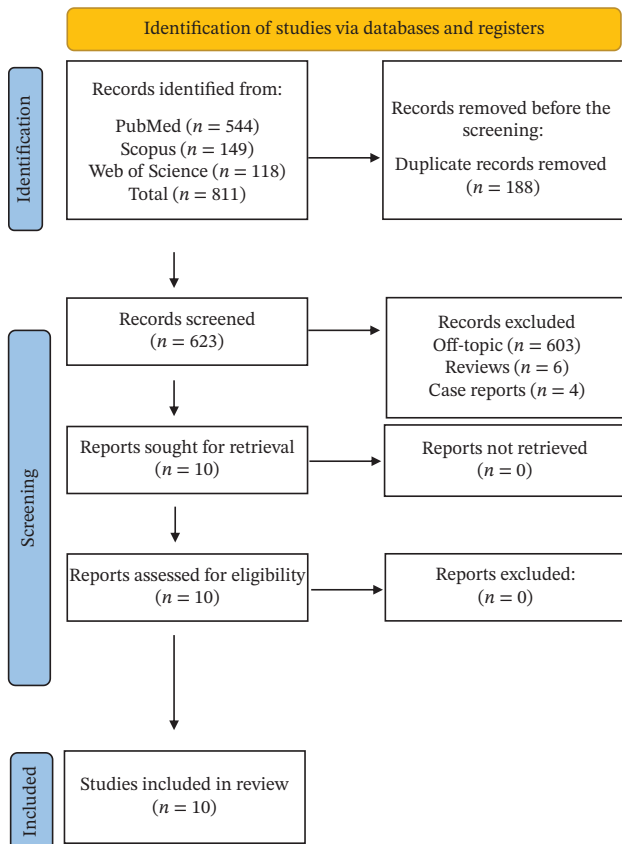 Identification of studies via databases and registers
Identification
Records identified from:
PubMed (n = 544)
Scopus (n = 149)
Web of Science (n = 118)
Total (n = 811)
Records removed before the
screening:
Duplicate records removed
(n = 188)
Screening
Records screened
(n = 623)
Records excluded
Off-topic (n = 603)
Reviews (n = 6)
Case reports (n = 4)
Reports sought for retrieval
(n = 10)
Reports not retrieved
(n = 0)
Reports assessed for eligibility
(n = 10)
Reports excluded:
(n = 0)
Included
Studies included in review
(n = 10)